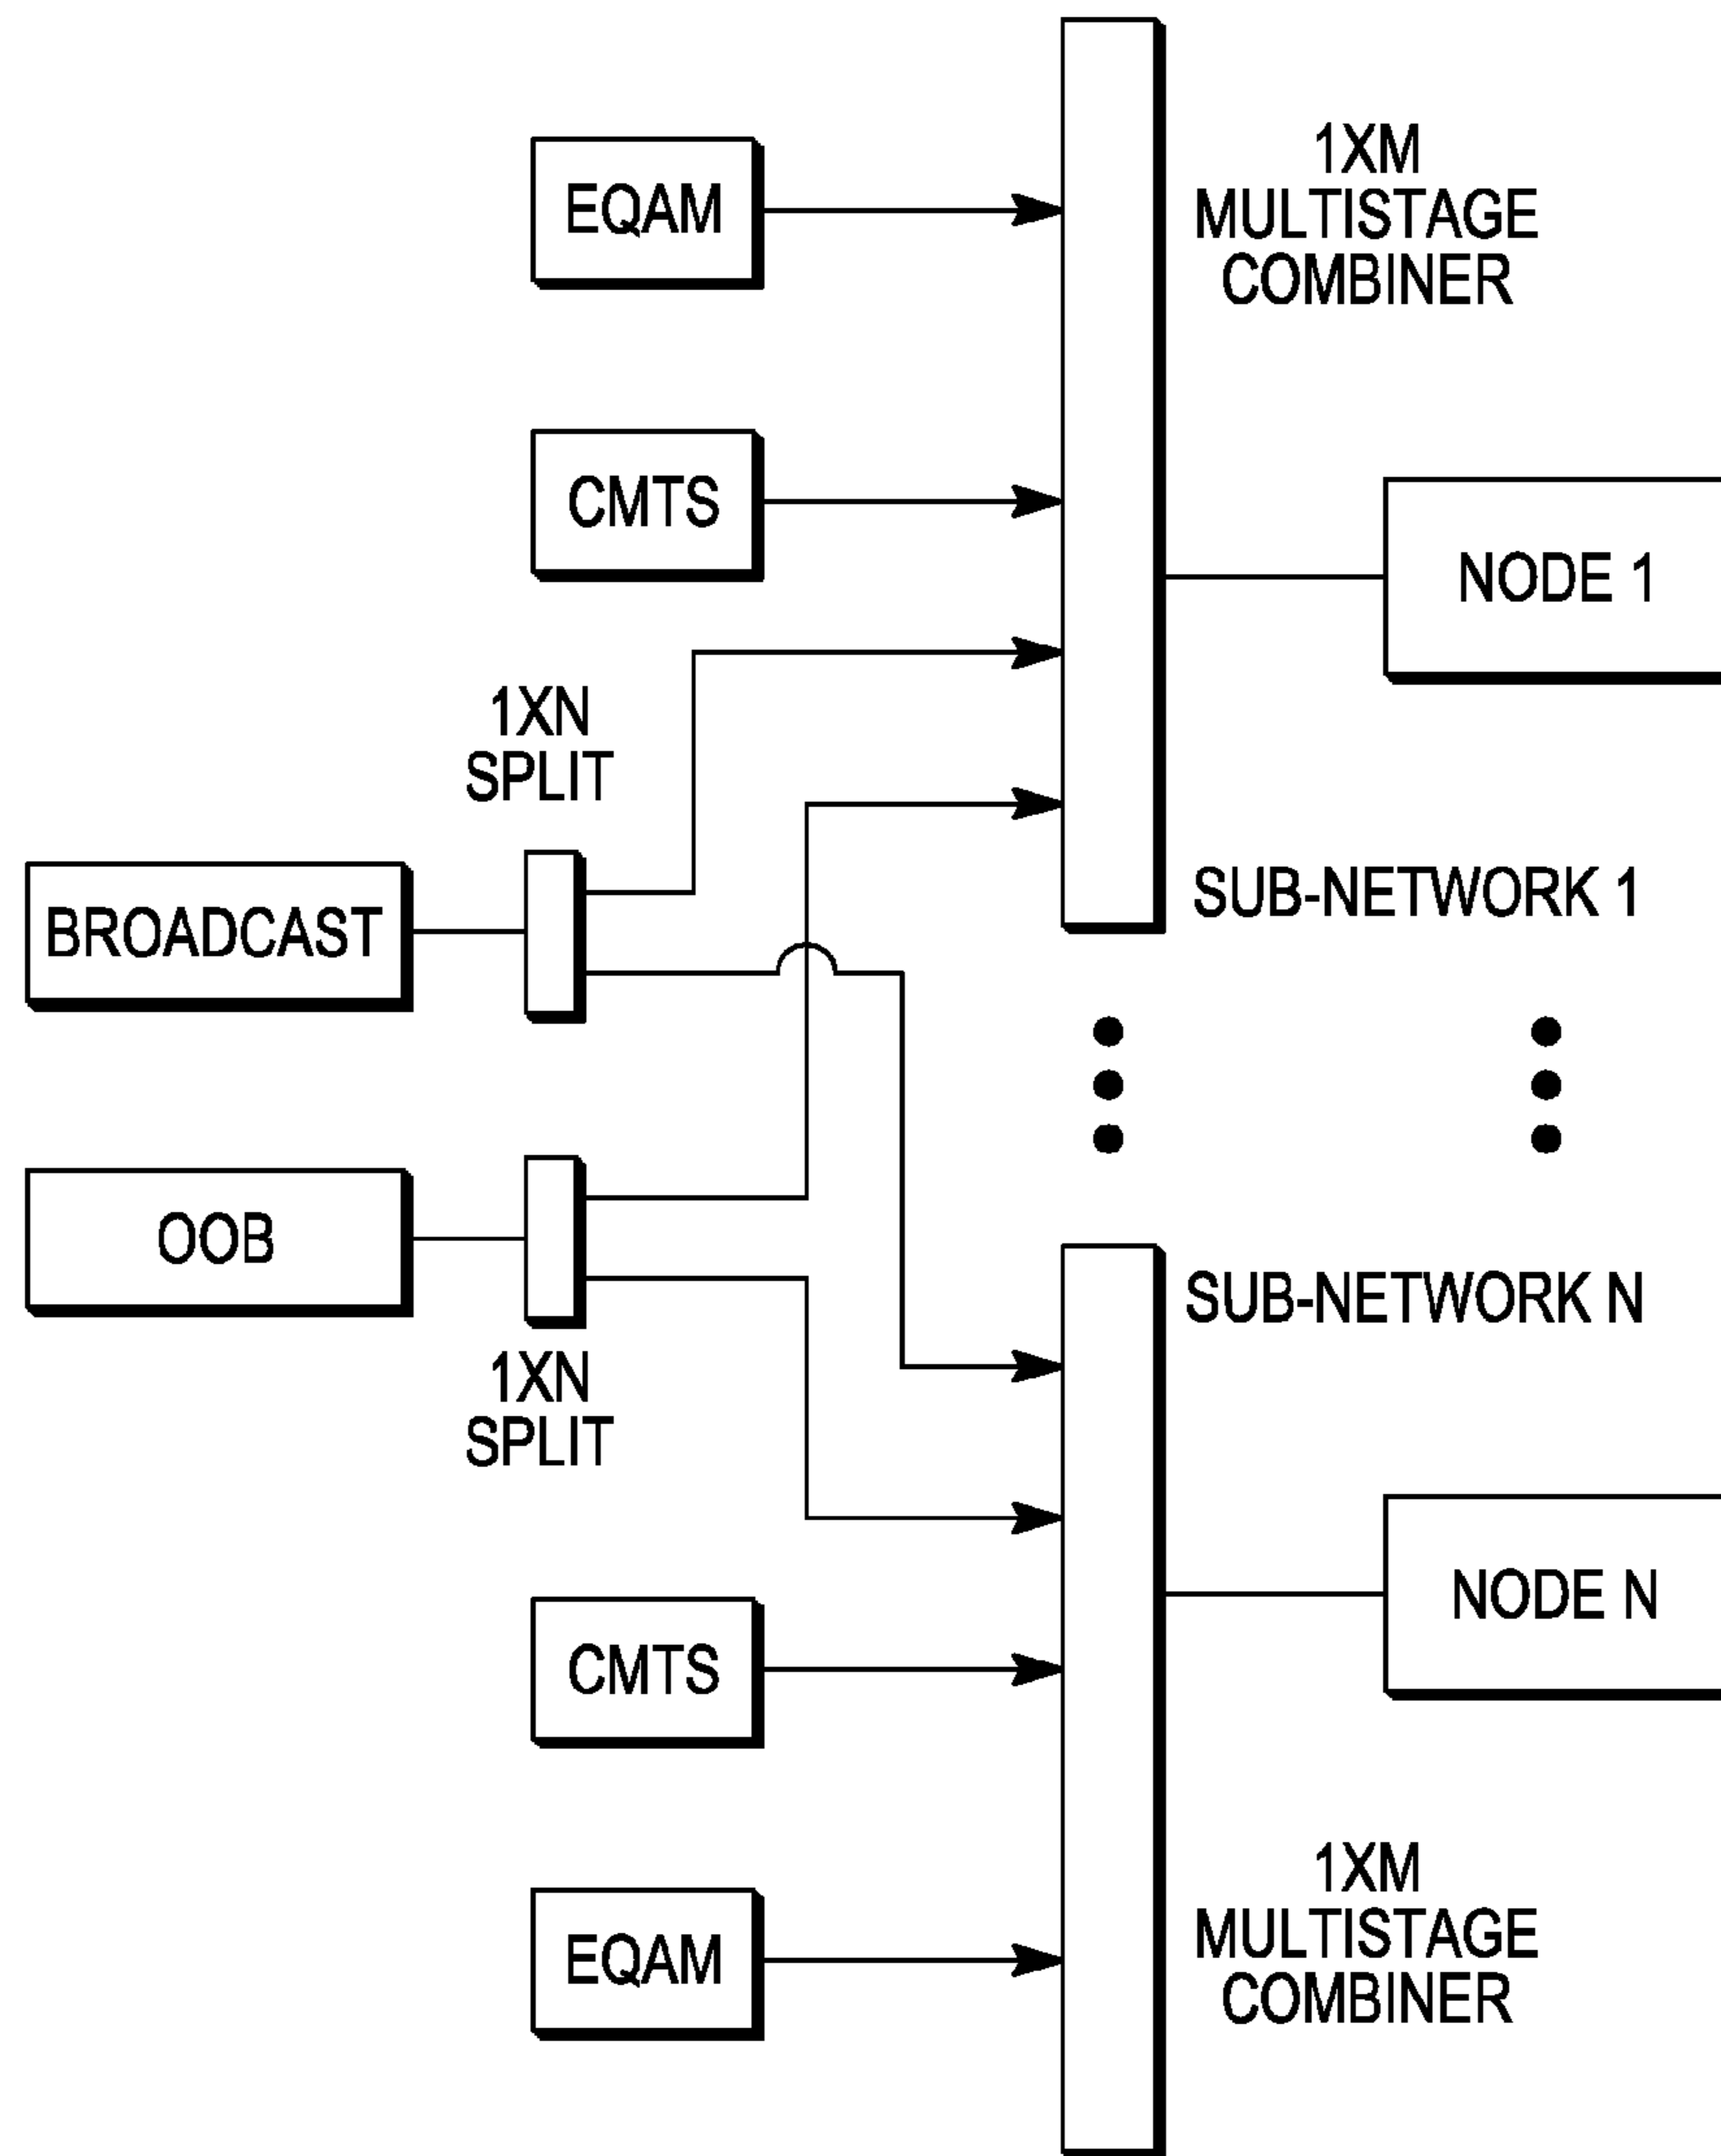 EQAM
1XM
MULTISTAGE
COMBINER
CMTS
NODE 1
1XN
SPLIT
SUB-NETWORK 1
BROADCAST
OOB
SUB-NETWORK N
1XN
SPLIT
NODE N
CMTS
1XM
MULTISTAGE
COMBINER
EQAM